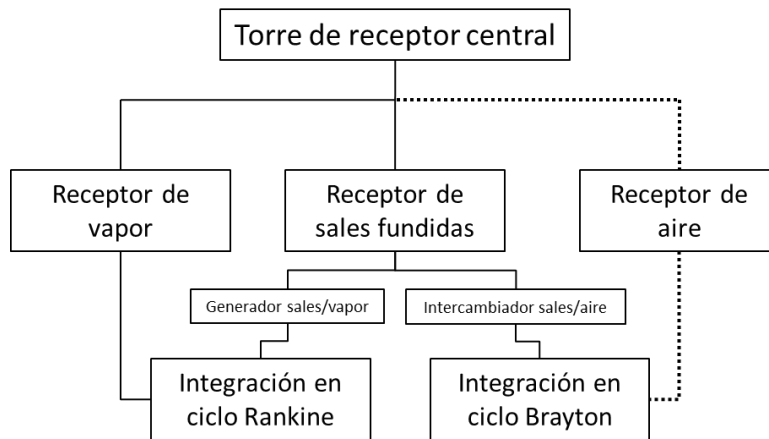 Torre de receptor central
Receptor de
vapor
Receptor de
sales fundidas
Receptor de
aire
Generador sales/vapor
Intercambiador sales/aire
Integración en
ciclo Rankine
Integración en
ciclo Brayton